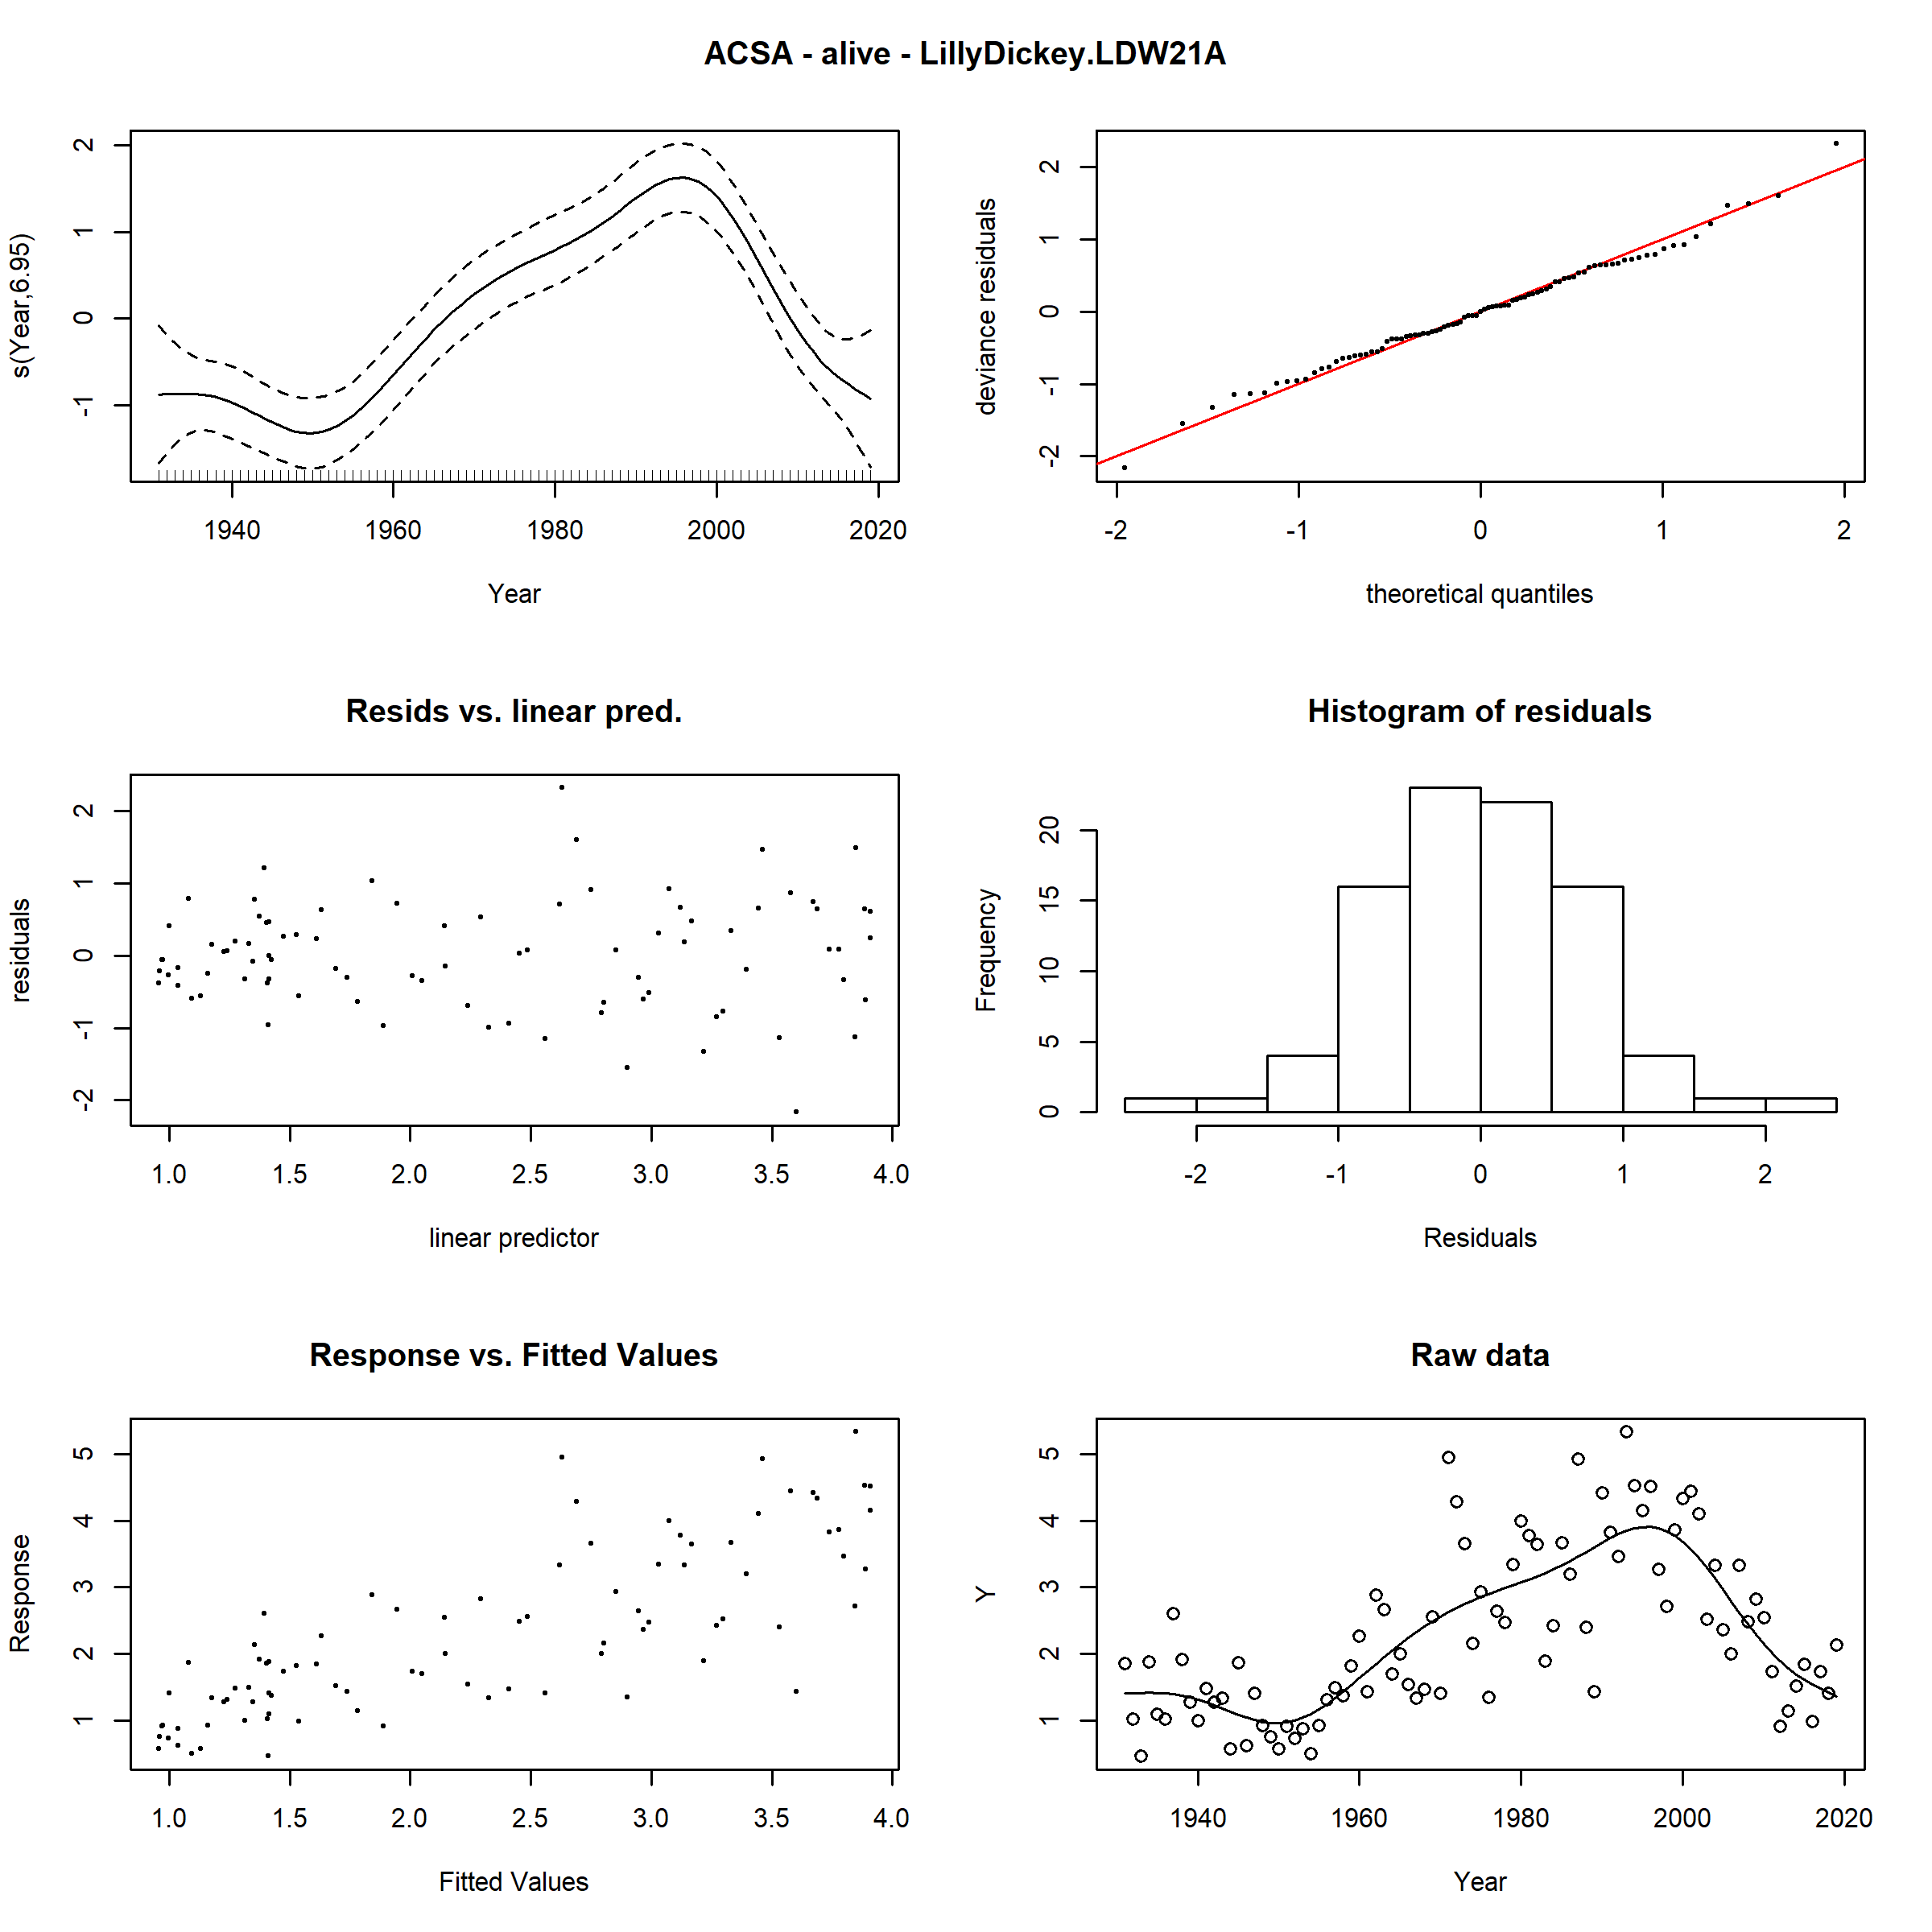 ACSA - alive - LillyDickey.LDW21A
s(Year,6.95)
2
1
0
-1
1940 1960 1980 2000 2020
Year
deviance residuals
2
1
0
-1
-2
-2 -1 0 1 2
theoretical quantiles
Resids vs. linear pred.
residuals
2
1
0
-1
-2
1.0 1.5 2.0 2.5 3.0 3.5 4.0
linear predictor
Histogram of residuals
Frequency
20
15
10
5
0
-2 -1 0 1 2
Residuals
Response vs. Fitted Values
Response
5
4
3
2
1
1.0 1.5 2.0 2.5 3.0 3.5 4.0
Fitted Values
Raw data
Y
5
4
3
2
1
1940 1960 1980 2000 2020
Year